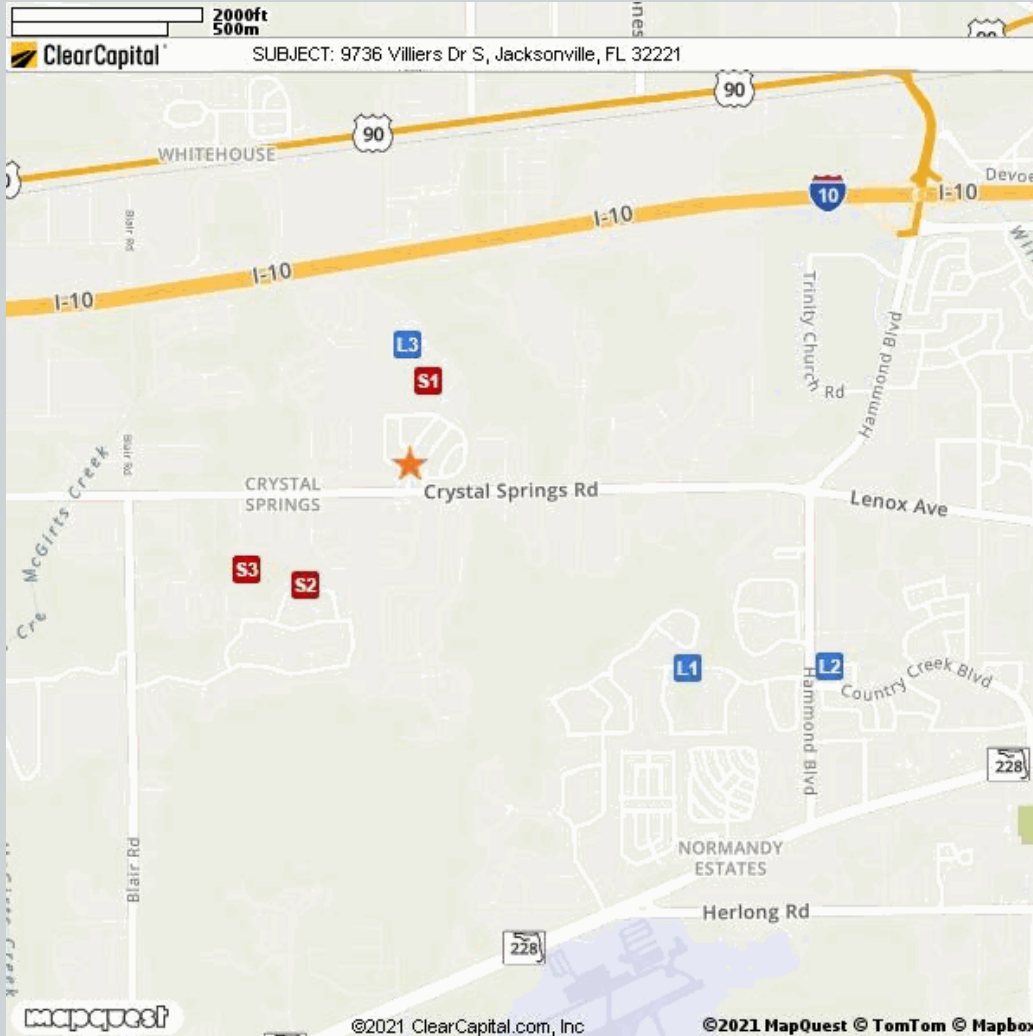 2000ft
500m
ClearCapital
SUBJECT: 9736 Villiers Dr S, Jacksonville, FL 32221
90
90
WHITEHOUSE
10
I-10
Devoe
I-10
Blair Rd
I-10
I-10
Trinity Church Rd
Hammond Blvd
L3
S1
Blair Rd
McGirts Creek
CRYSTAL
SPRINGS
Crystal Springs Rd
Lenox Ave
S3
S2
Cre
L1
L2
Country Creek Blvd
Hammond Blvd
228
Blair Rd
NORMANDY
ESTATES
Herlong Rd
228
mapquest
©2021 ClearCapital.com, Inc
©2021 MapQuest © TomTom © Mapbox